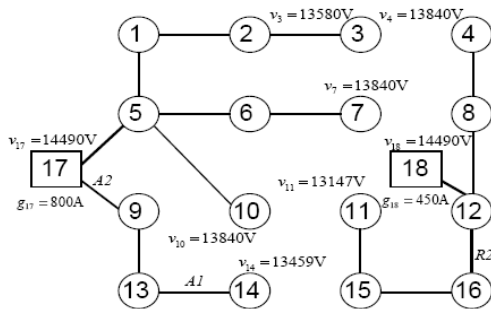 v₃=13580V v₄=13840V
1 2 3 4
v₇=13840V
5 6 7 8
v₁₇=14490V v₁₈=14490V
17 18
A2 v₁₁=13147V
g₁₇=800A g₁₈=450A
9 10 11 12
v₁₀=13840V
v₁₄=13459V R2
A1
13 14 15 16